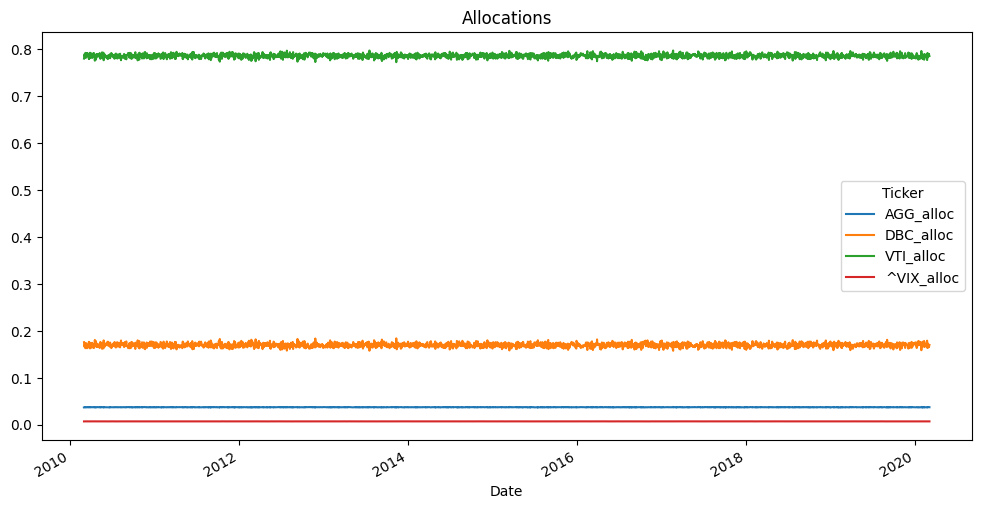 Allocations
0.8
0.7
0.6
0.5
0.4
0.3
0.2
0.1
0.0
Ticker
AGG_alloc
DBC_alloc
VTI_alloc
^VIX_alloc
2010
2012
2014
2016
2018
2020
Date